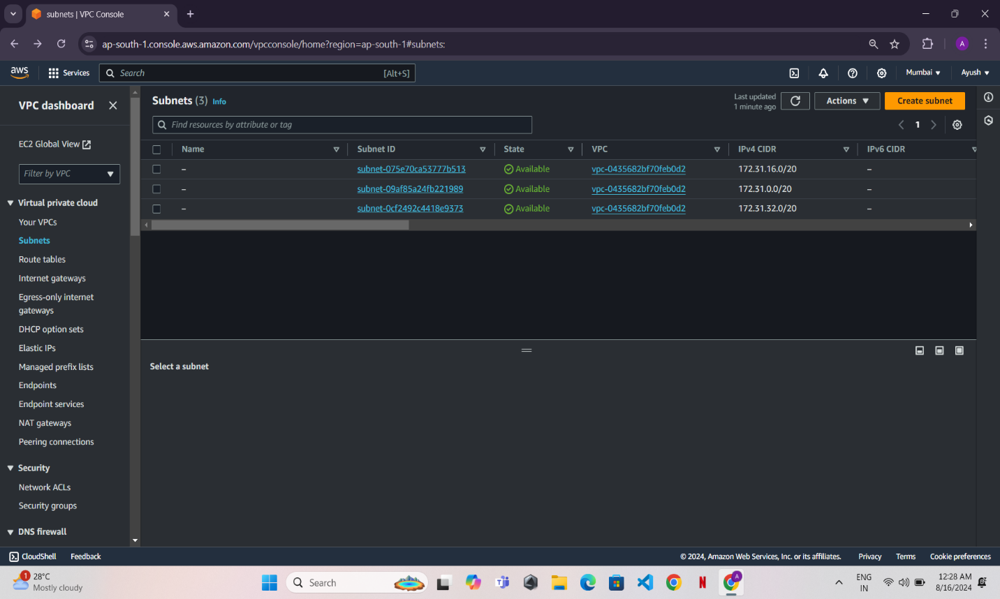 subnets | VPC Console
ap-south-1.console.aws.amazon.com/vpcconsole/home?region=ap-south-1#subnets:
A
aws
Services
Search
[Alt+S]
Mumbai
Ayush
VPC dashboard
EC2 Global View
Filter by VPC
Virtual private cloud
Your VPCs
Subnets
Route tables
Internet gateways
Egress-only internet
gateways
DHCP option sets
Elastic IPs
Managed prefix lists
Endpoints
Endpoint services
NAT gateways
Peering connections
Security
Network ACLs
Security groups
DNS firewall
Subnets (3) Info
Last updated
1 minute ago
Actions
Create subnet
Find resources by attribute or tag
1
Name Subnet ID State VPC IPv4 CIDR IPv6 CIDR
– subnet-075e70ca53777b513 Available vpc-0435682bf70feb0d2 172.31.16.0/20 –
– subnet-09af85a24fb221989 Available vpc-0435682bf70feb0d2 172.31.0.0/20 –
– subnet-0cf2492c4418e9373 Available vpc-0435682bf70feb0d2 172.31.32.0/20 –
Select a subnet
CloudShell Feedback
© 2024, Amazon Web Services, Inc. or its affiliates. Privacy Terms Cookie preferences
1
28°C
Mostly cloudy
Search
N
A
ENG
IN
12:28 AM
8/16/2024